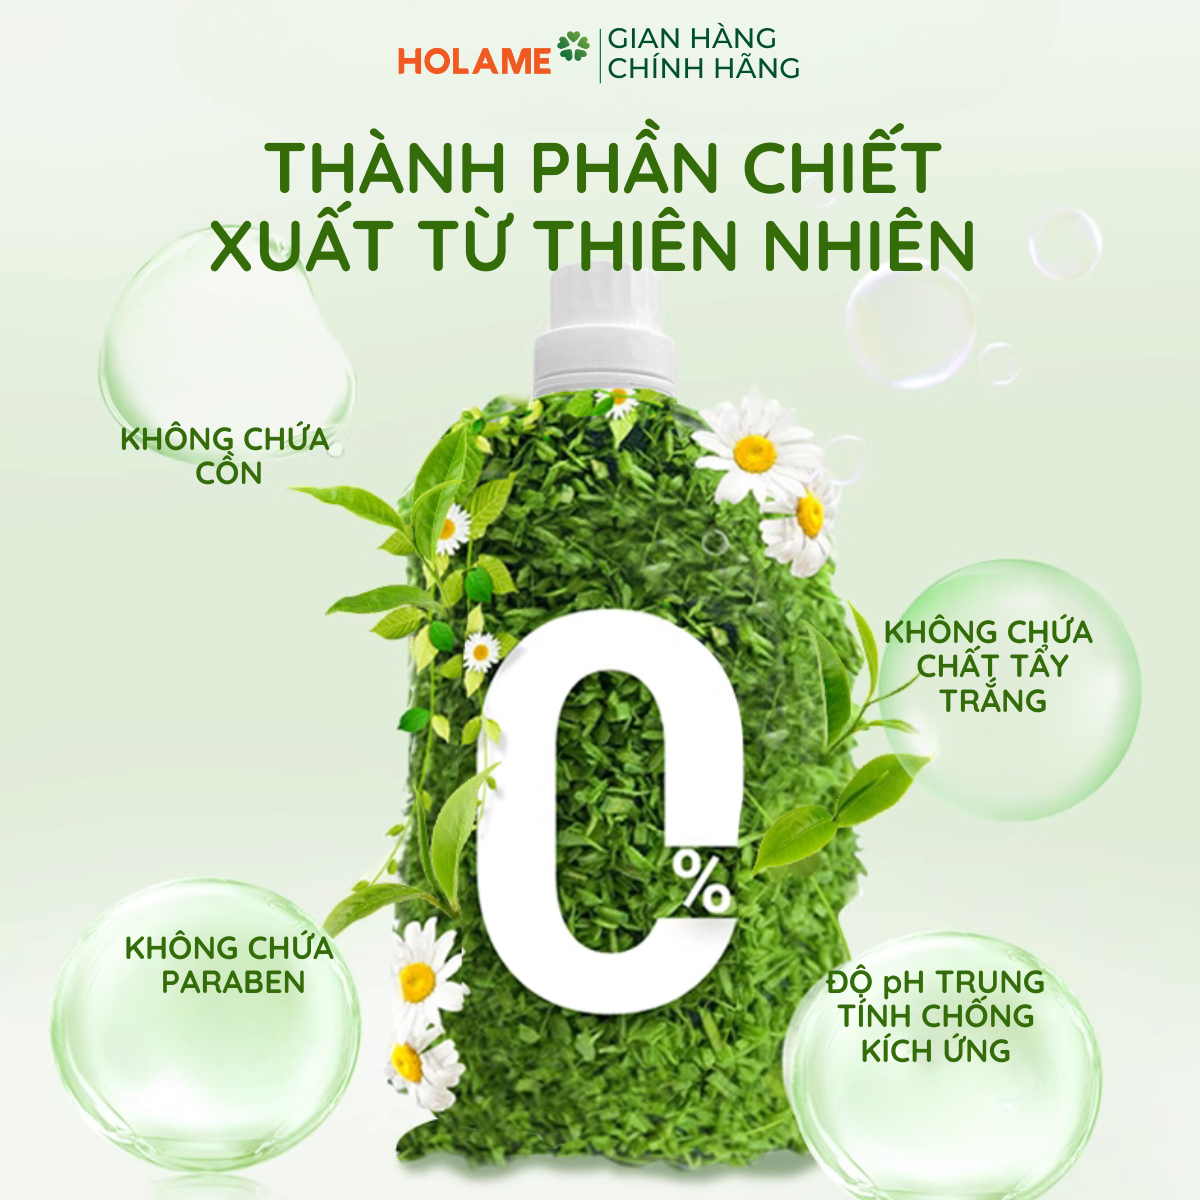 HOLAME
GIAN HÀNG
CHÍNH HÃNG
THÀNH PHẦN CHIẾT
XUẤT TỪ THIÊN NHIÊN
KHÔNG CHỨA
CỒN
KHÔNG CHỨA
CHẤT TẨY
TRẮNG
0%
KHÔNG CHỨA
PARABEN
ĐỘ pH TRUNG
TÍNH CHỐNG
KÍCH ỨNG